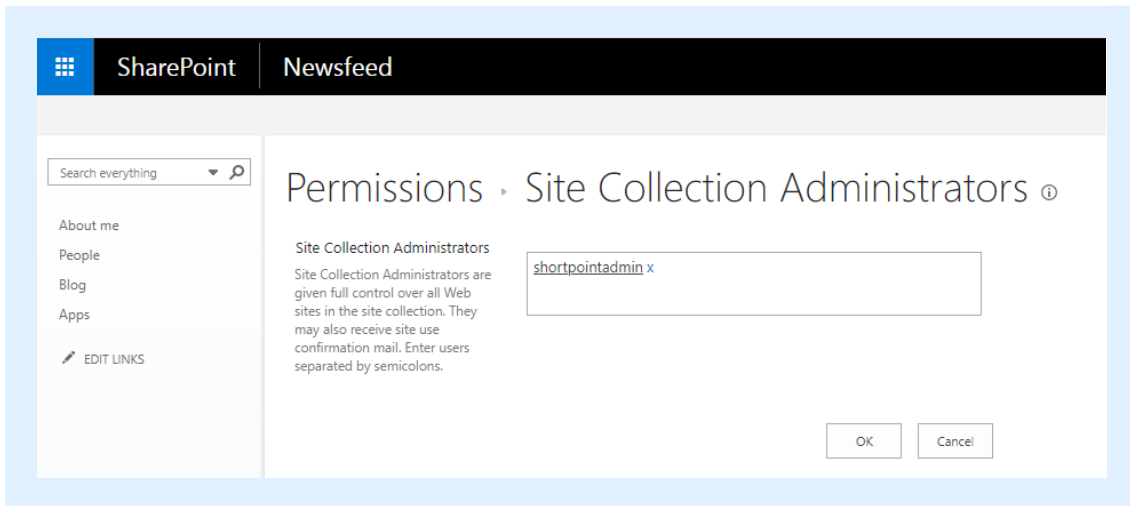 SharePoint Newsfeed
Search everything
About me
People
Blog
Apps
EDIT LINKS
Permissions Site Collection Administrators
Site Collection Administrators
Site Collection Administrators are
given full control over all Web
sites in the site collection. They
may also receive site use
confirmation mail. Enter users
separated by semicolons.
shortpointadmin x
OK Cancel